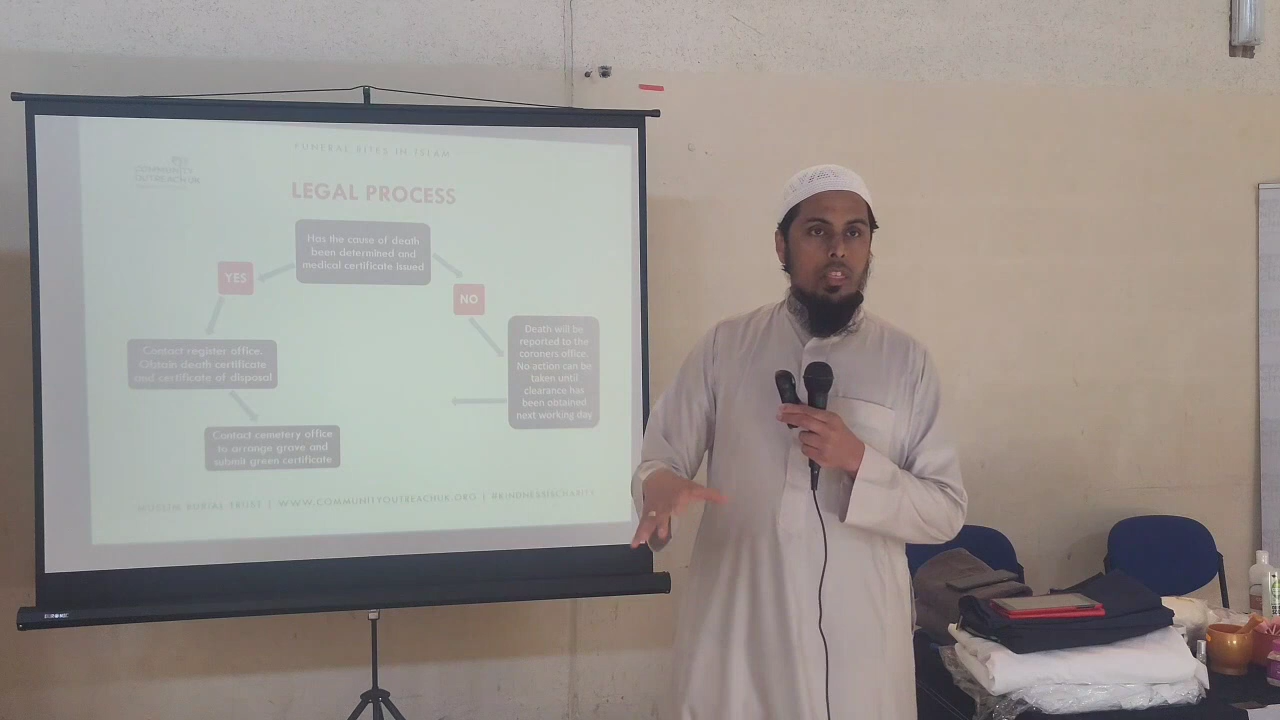 FUNERAL RITES IN ISLAM
COMMUNITY
OUTREACHUK
LEGAL PROCESS
Has the cause of death
been determined and
medical certificate issued
YES
NO
Contact register office.
Obtain death certificate
and certificate of disposal
Death will be
reported to the
coroners office.
No action can be
taken until
clearance has
been obtained
next working day
Contact cemetery office
to arrange grave and
submit green certificate
MUSLIM BURIAL TRUST | WWW.COMMUNITYOUTREACHUK.ORG | #KINDNESSISCHARITY